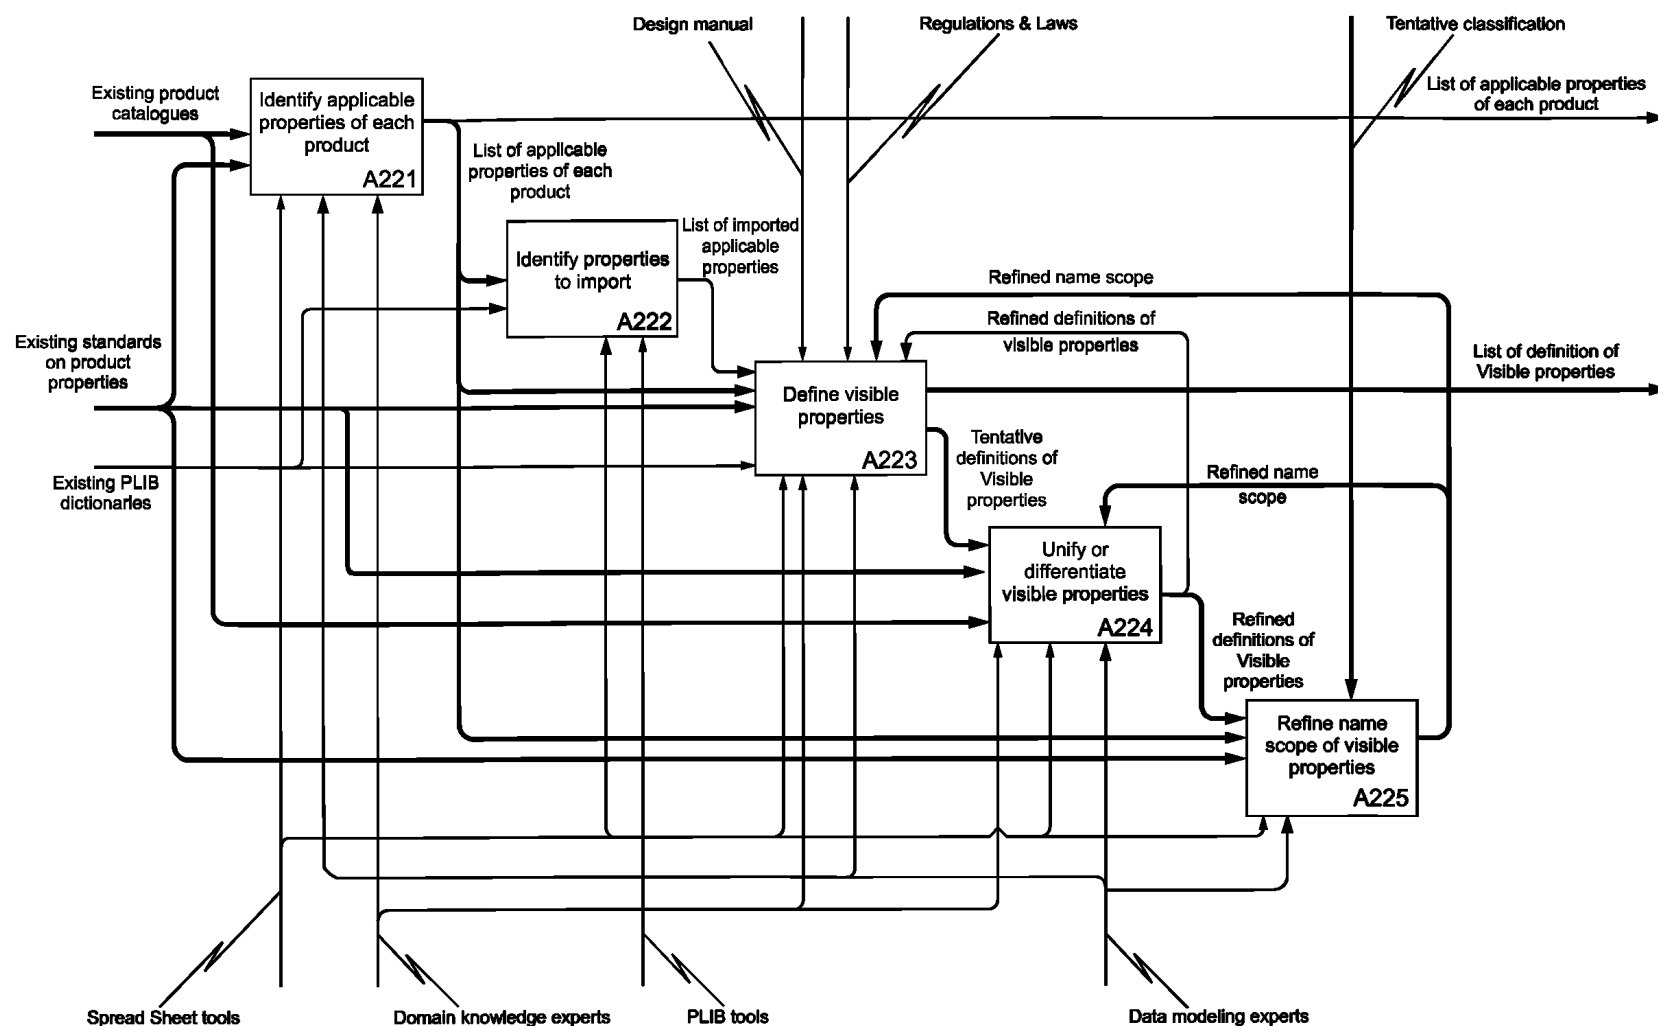 Design manual
Regulations & Laws
Tentative classification
Existing product
catalogues
Identify applicable
properties of each
product
A221
List of applicable properties
of each product
List of applicable
properties of each
product
List of imported
applicable
properties
Identify properties
to import
A222
Refined name scope
Refined definitions of
visible properties
Existing standards
on product
properties
List of definition of
Visible properties
Define visible
properties
A223
Tentative
definitions of
Visible
properties
Existing PLIB
dictionaries
Refined name
scope
Unify or
differentiate
visible properties
A224
Refined
definitions of
Visible
properties
Refine name
scope of visible
properties
A225
Spread Sheet tools
Domain knowledge experts
PLIB tools
Data modeling experts